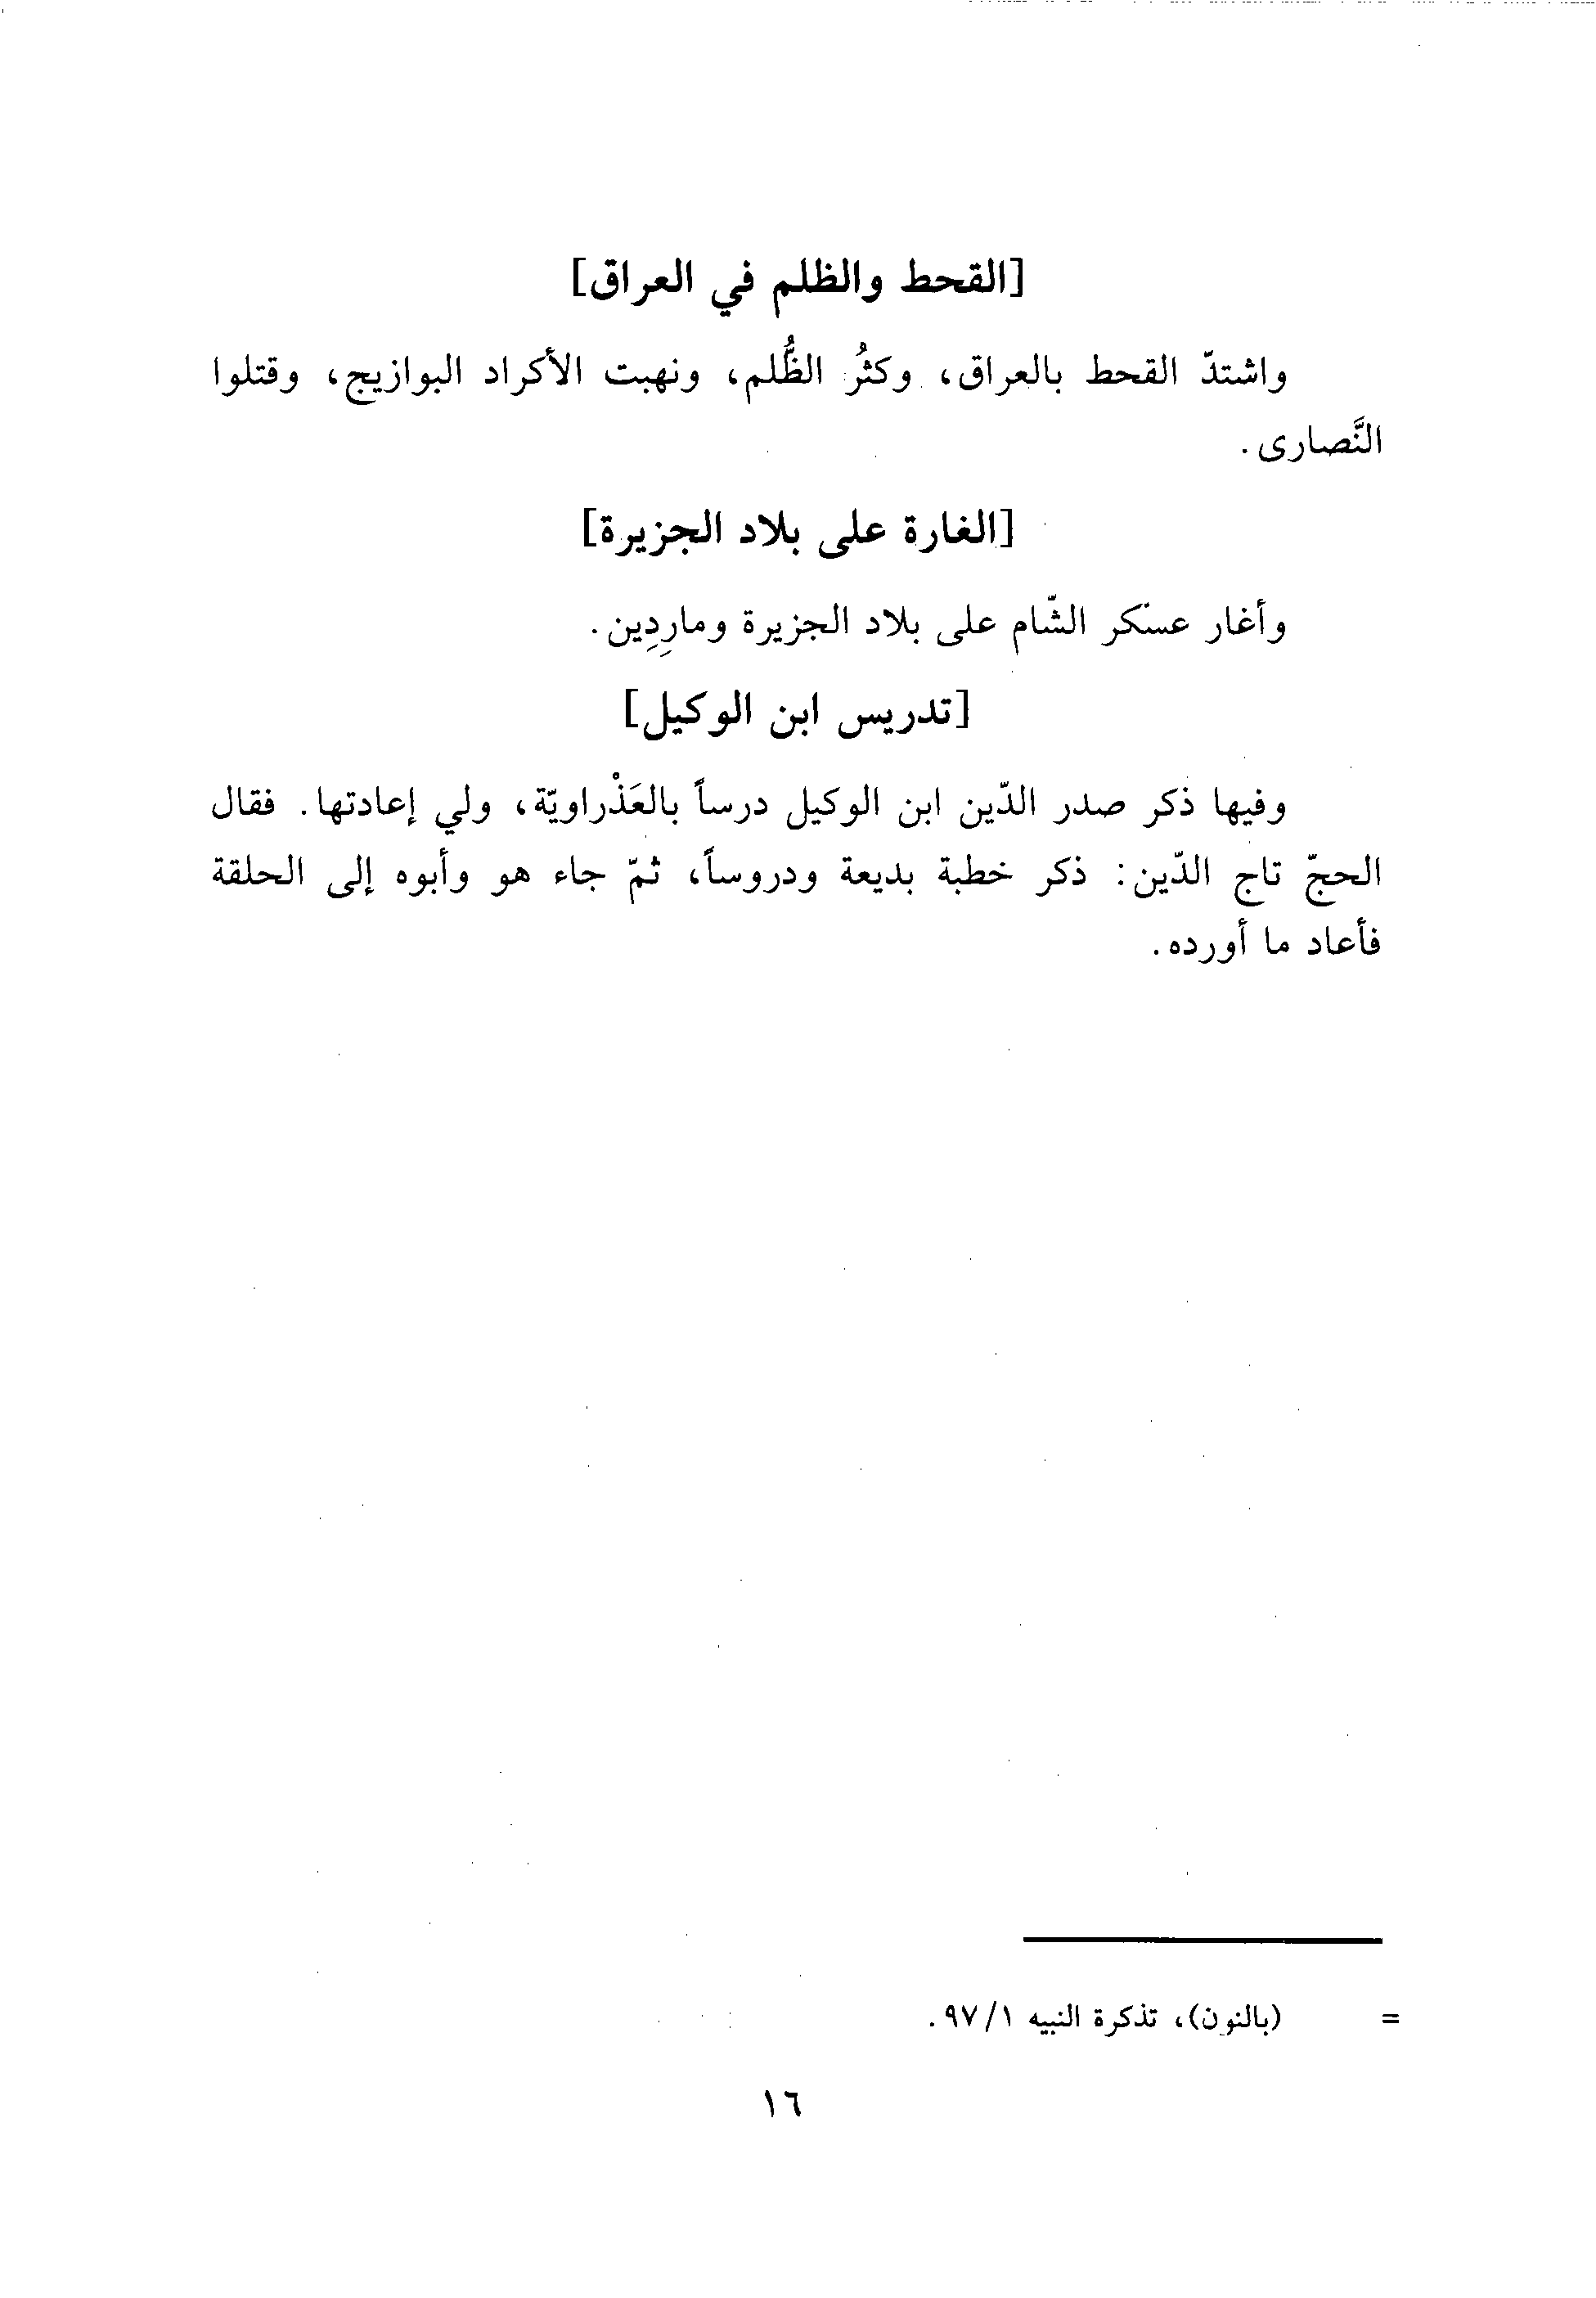 [القحط والظلم في العراق]
واشتدّ القحط بالعراق، وكثُر الظُّلم، ونهبت الأكراد البوازيج، وقتلوا
النَّصارى.
[الغارة على بلاد الجزيرة]
وأغار عسكر الشّام على بلاد الجزيرة وماردِين.
[تدريس ابن الوكيل]
وفيها ذكر صدر الدّين ابن الوكيل درساً بالعَذْراويّة، ولي إعادتها. فقال
الحجّ تاج الدّين: ذكر خطبة بديعة ودروساً، ثمّ جاء هو وأبوه إلى الحلقة
فأعاد ما أورده.
= (بالنون)، تذكرة النبيه ١/٩٧.
١٦